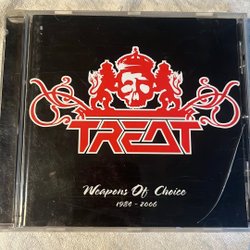 TREAT
Weapons Of Choice
1984 - 2006